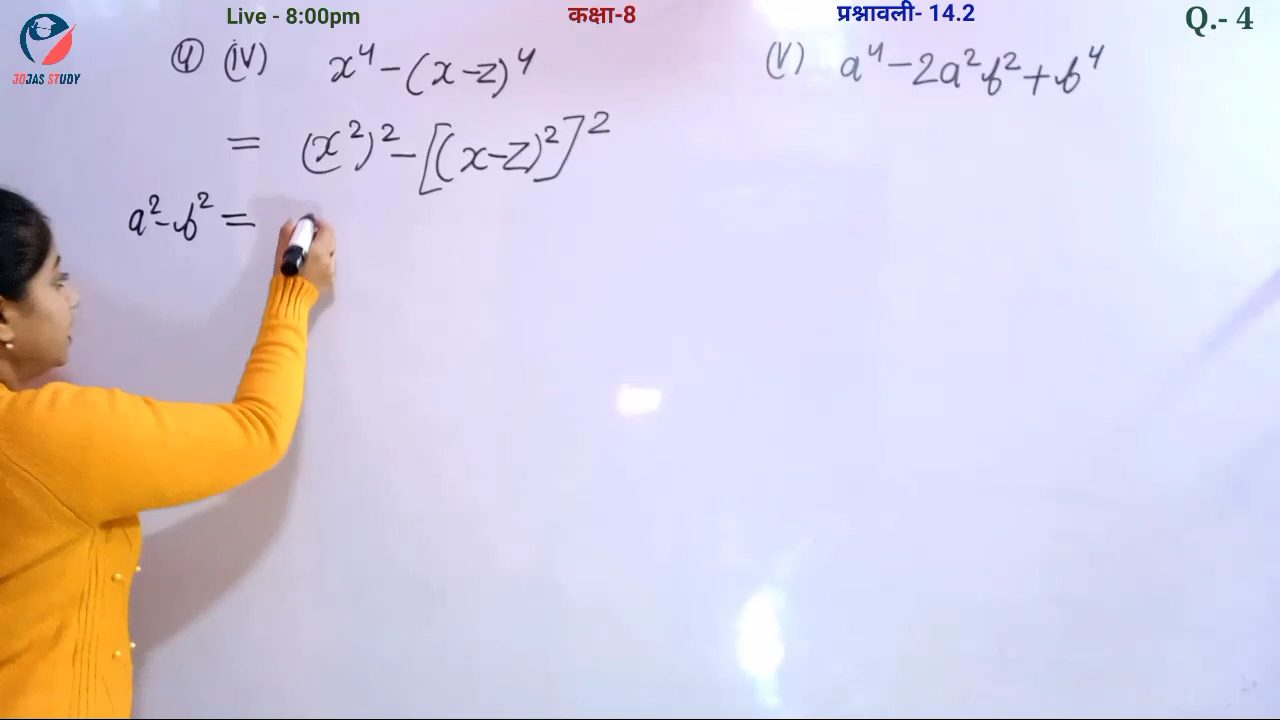 Live - 8:00pm
कक्षा-8
प्रश्नावली- 14.2
Q.- 4
JOJAS STUDY
④ (iv) x⁴ - (x-z)⁴
= (x²)² - [(x-z)²]²
a² - b² =
(v) a⁴ - 2a²b² + b⁴